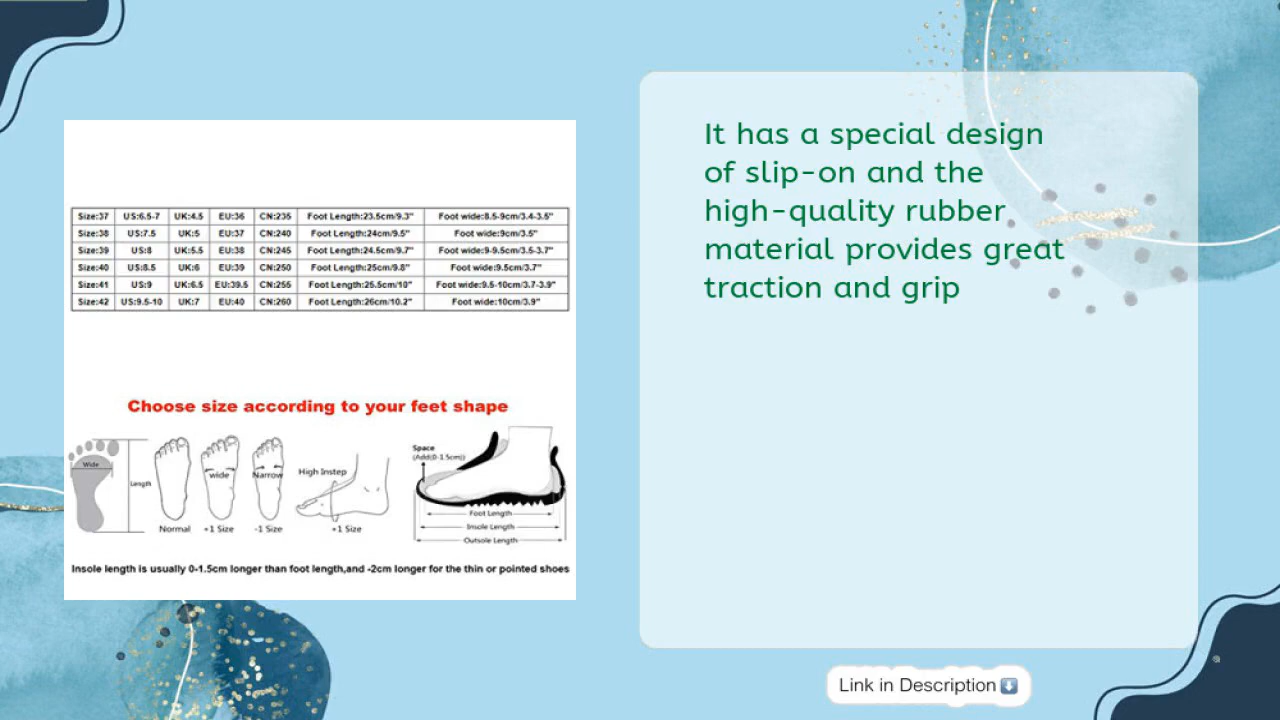 Size:37 US:6.5-7 UK:4.5 EU:36 CN:235 Foot Length:23.5cm/9.3" Foot wide:8.5-9cm/3.4-3.5"
Size:38 US:7.5 UK:5 EU:37 CN:240 Foot Length:24cm/9.5" Foot wide:9cm/3.5"
Size:39 US:8 UK:5.5 EU:38 CN:245 Foot Length:24.5cm/9.7" Foot wide:9-9.5cm/3.5-3.7"
Size:40 US:8.5 UK:6 EU:39 CN:250 Foot Length:25cm/9.8" Foot wide:9.5cm/3.7"
Size:41 US:9 UK:6.5 EU:39.5 CN:255 Foot Length:25.5cm/10" Foot wide:9.5-10cm/3.7-3.9"
Size:42 US:9.5-10 UK:7 EU:40 CN:260 Foot Length:26cm/10.2" Foot wide:10cm/3.9"
Choose size according to your feet shape
Wide
Length
Normal
wide
+1 Size
Narrow
-1 Size
High Instep
+1 Size
Space
(Add(0-1.5cm))
Foot Length
Insole Length
Outsole Length
Insole length is usually 0-1.5cm longer than foot length,and -2cm longer for the thin or pointed shoes
It has a special design
of slip-on and the
high-quality rubber
material provides great
traction and grip
Link in Description⬇️